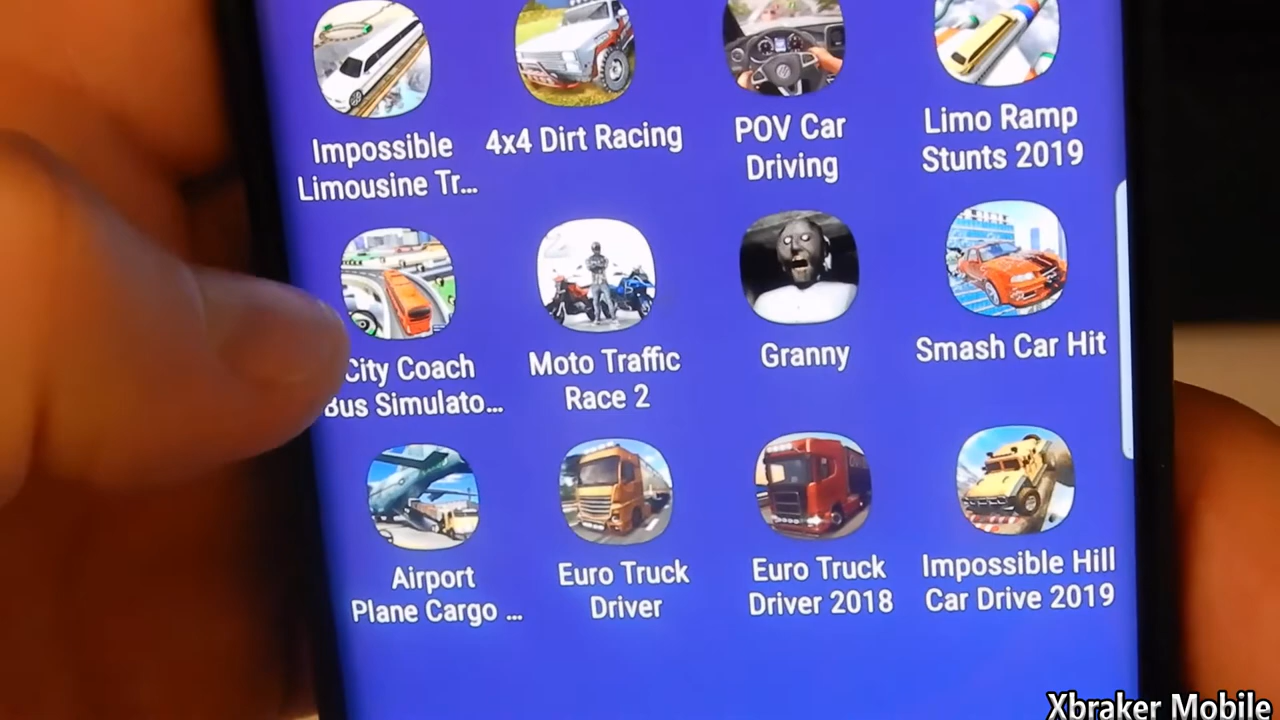 Impossible
Limousine Tr...
4x4 Dirt Racing
POV Car
Driving
Limo Ramp
Stunts 2019
City Coach
Bus Simulato...
Moto Traffic
Race 2
Granny
Smash Car Hit
Airport
Plane Cargo ...
Euro Truck
Driver
Euro Truck
Driver 2018
Impossible Hill
Car Drive 2019
Xbraker Mobile